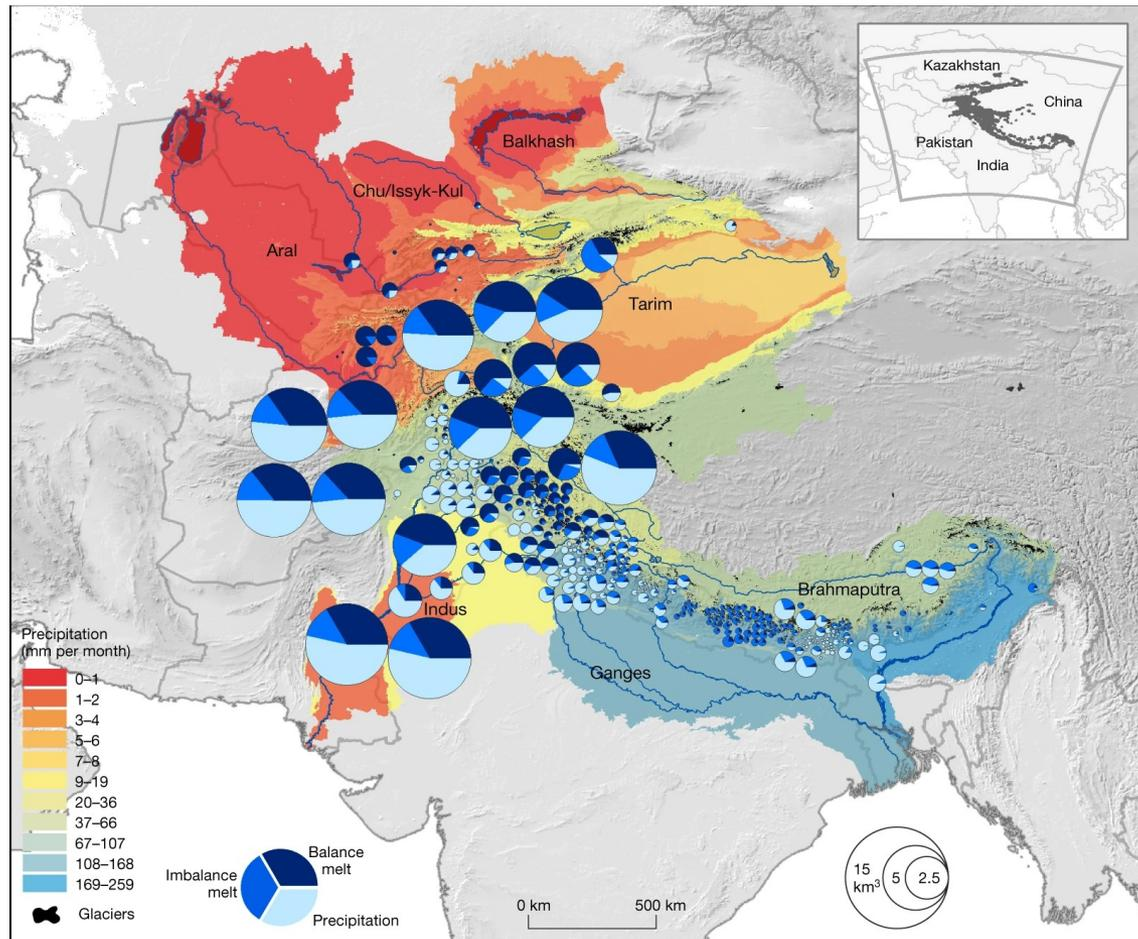 Kazakhstan
China
Pakistan
India
Balkhash
Chu/Issyk-Kul
Aral
Tarim
Indus
Brahmaputra
Ganges
Precipitation
(mm per month)
0–1
1–2
3–4
5–6
7–8
9–19
20–36
37–66
67–107
108–168
169–259
Glaciers
Imbalance
melt
Balance
melt
Precipitation
0 km
500 km
15
km³
5
2.5